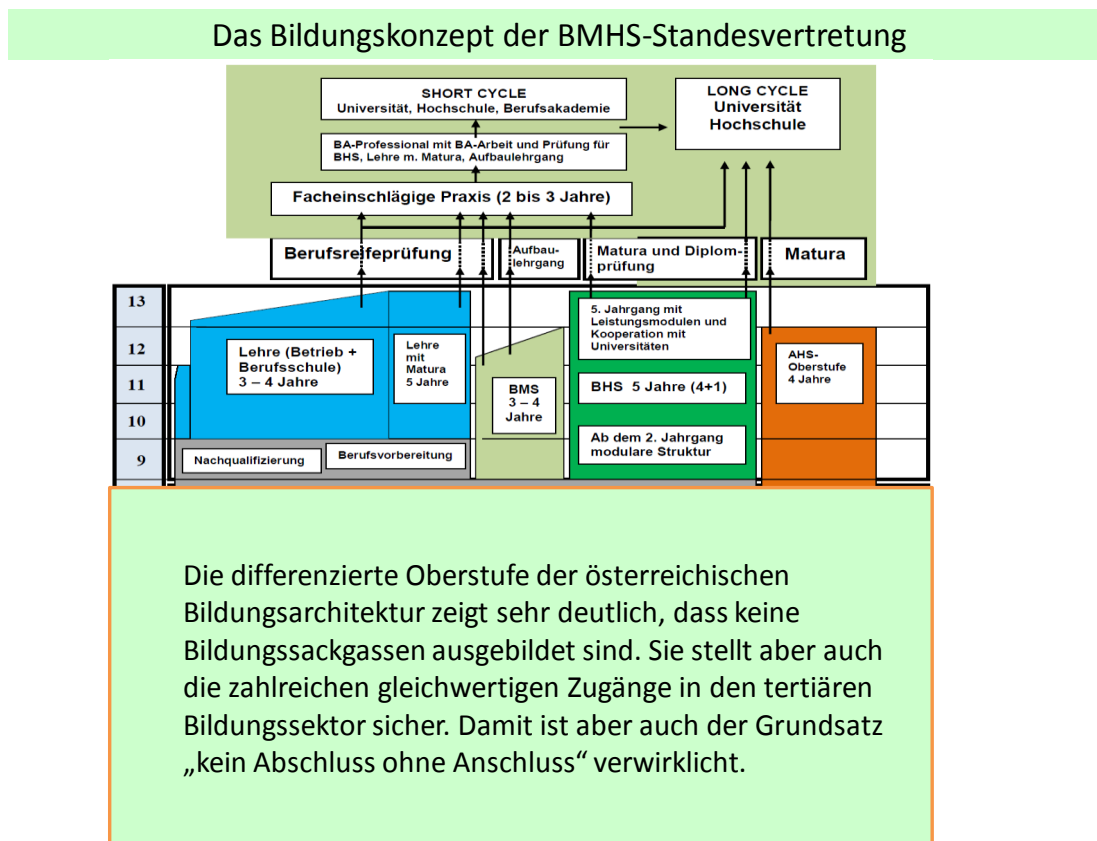 Das Bildungskonzept der BMHS-Standesvertretung
SHORT CYCLE
Universität, Hochschule, Berufsakademie
LONG CYCLE
Universität
Hochschule
BA-Professional mit BA-Arbeit und Prüfung für
BHS, Lehre m. Matura, Aufbaulehrgang
Facheinschlägige Praxis (2 bis 3 Jahre)
Berufsreifeprüfung
Aufbau-
lehrgang
Matura und Diplom-
prüfung
Matura
13
12
11
10
9
Lehre (Betrieb +
Berufsschule)
3 – 4 Jahre
Lehre
mit
Matura
5 Jahre
BMS
3 – 4
Jahre
5. Jahrgang mit
Leistungsmodulen und
Kooperation mit
Universitäten
BHS 5 Jahre (4+1)
Ab dem 2. Jahrgang
modulare Struktur
AHS-
Oberstufe
4 Jahre
Nachqualifizierung
Berufsvorbereitung
Die differenzierte Oberstufe der österreichischen
Bildungsarchitektur zeigt sehr deutlich, dass keine
Bildungssackgassen ausgebildet sind. Sie stellt aber auch
die zahlreichen gleichwertigen Zugänge in den tertiären
Bildungssektor sicher. Damit ist aber auch der Grundsatz
„kein Abschluss ohne Anschluss“ verwirklicht.